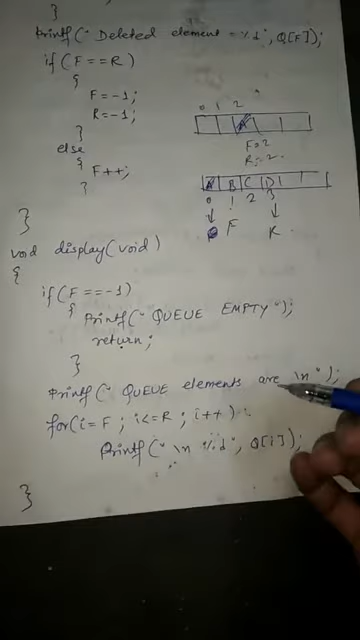 }
Printf(" Deleted element = %d", Q[F]);
if(F==R)
{
F=-1;
R=-1;
}
else
{
F++;
}
}
0 1 2
F=2
R=2
A B C D
0 1 2 3
F F R
void display(void)
{
if(F==-1)
{ Printf(" QUEUE EMPTY");
return;
}
Printf(" QUEUE elements are \n ");
for(i=F; i<=R; i++)
Printf("\n %d", Q[i]);
}